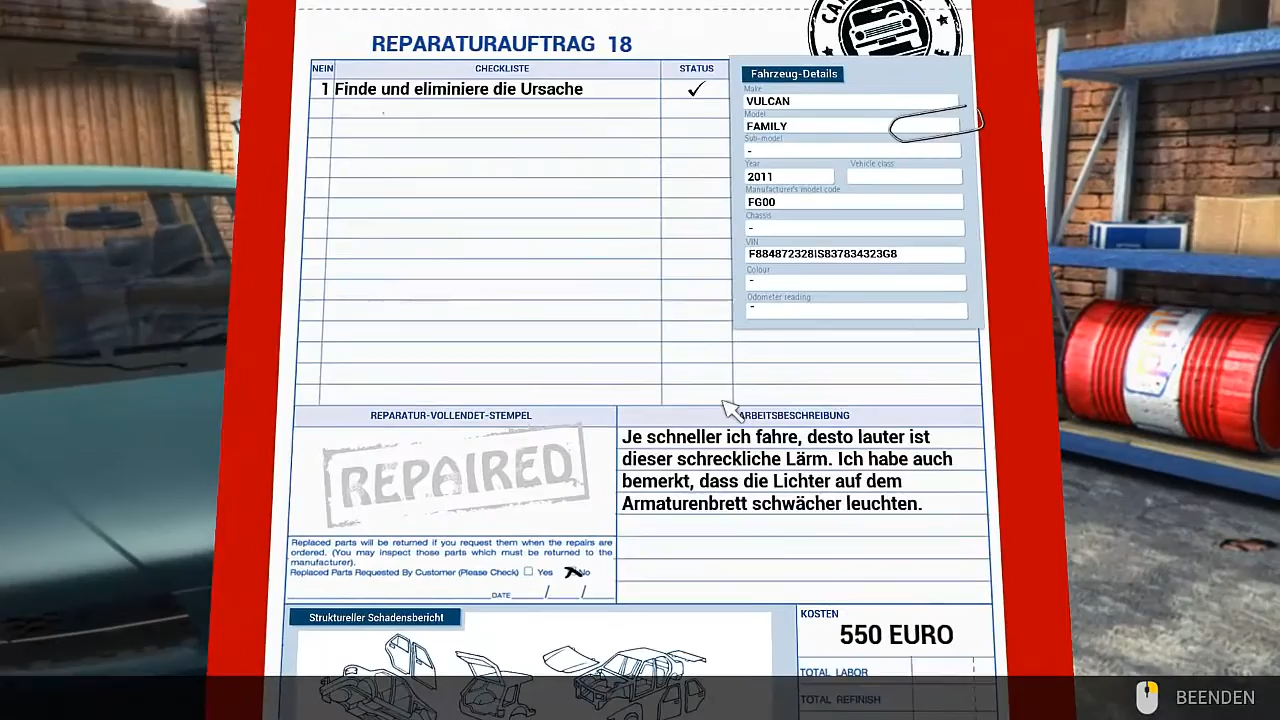 REPARATURAUFTRAG 18
NEIN CHECKLISTE STATUS
1 Finde und eliminiere die Ursache
Fahrzeug-Details
Make
VULCAN
Model
FAMILY
Sub-model
-
Year Vehicle class
2011
Manufacturer's model code
FG00
Chassis
-
VIN
F884872328IS837834323G8
Colour
-
Odometer reading
-
REPARATUR-VOLLENDET-STEMPEL
REPAIRED
Replaced parts will be returned if you request them when the repairs are
ordered. (You may inspect those parts which must be returned to the
manufacturer).
Replaced Parts Requested By Customer (Please Check) Yes No
DATE / /
ARBEITSBESCHREIBUNG
Je schneller ich fahre, desto lauter ist
dieser schreckliche Lärm. Ich habe auch
bemerkt, dass die Lichter auf dem
Armaturenbrett schwächer leuchten.
Struktureller Schadensbericht
KOSTEN
550 EURO
TOTAL LABOR
TOTAL REFINISH
BEENDEN